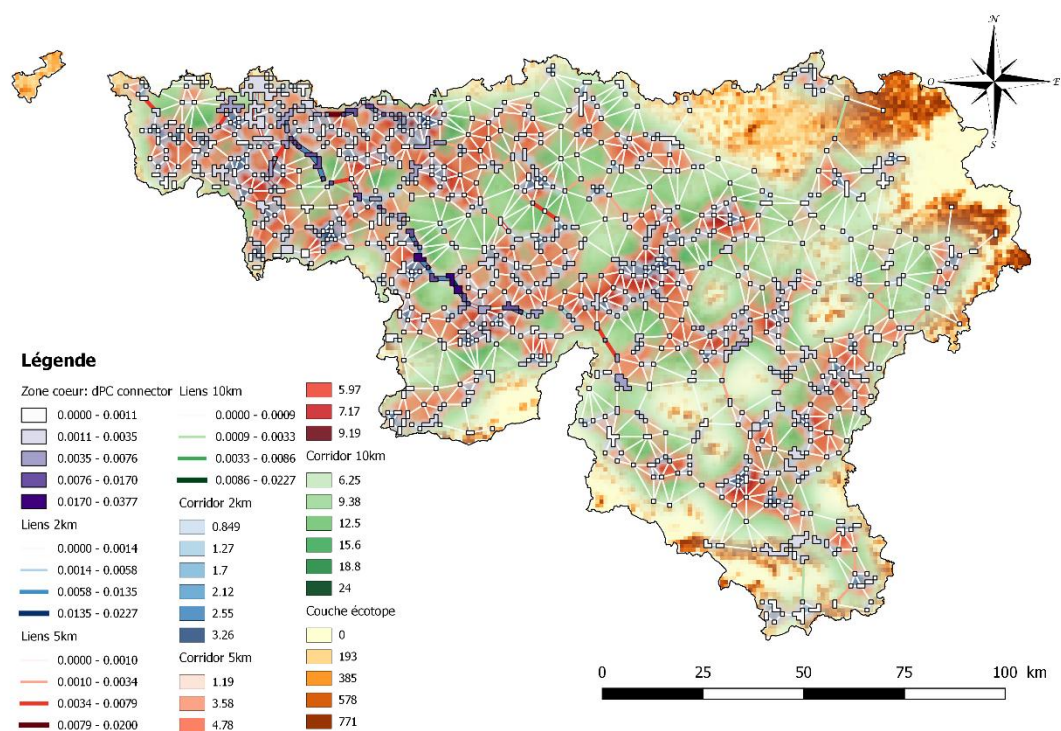 N
O
E
S
Légende
Zone coeur: dPC connector
0.0000 - 0.0011
0.0011 - 0.0035
0.0035 - 0.0076
0.0076 - 0.0170
0.0170 - 0.0377
Liens 2km
0.0000 - 0.0014
0.0014 - 0.0058
0.0058 - 0.0135
0.0135 - 0.0227
Liens 5km
0.0000 - 0.0010
0.0010 - 0.0034
0.0034 - 0.0079
0.0079 - 0.0200
Liens 10km
0.0000 - 0.0009
0.0009 - 0.0033
0.0033 - 0.0086
0.0086 - 0.0227
Corridor 2km
0.849
1.27
1.7
2.12
2.55
3.26
Corridor 5km
1.19
3.58
4.78
5.97
7.17
9.19
Corridor 10km
6.25
9.38
12.5
15.6
18.8
24
Couche écotope
0
193
385
578
771
0 25 50 75 100 km